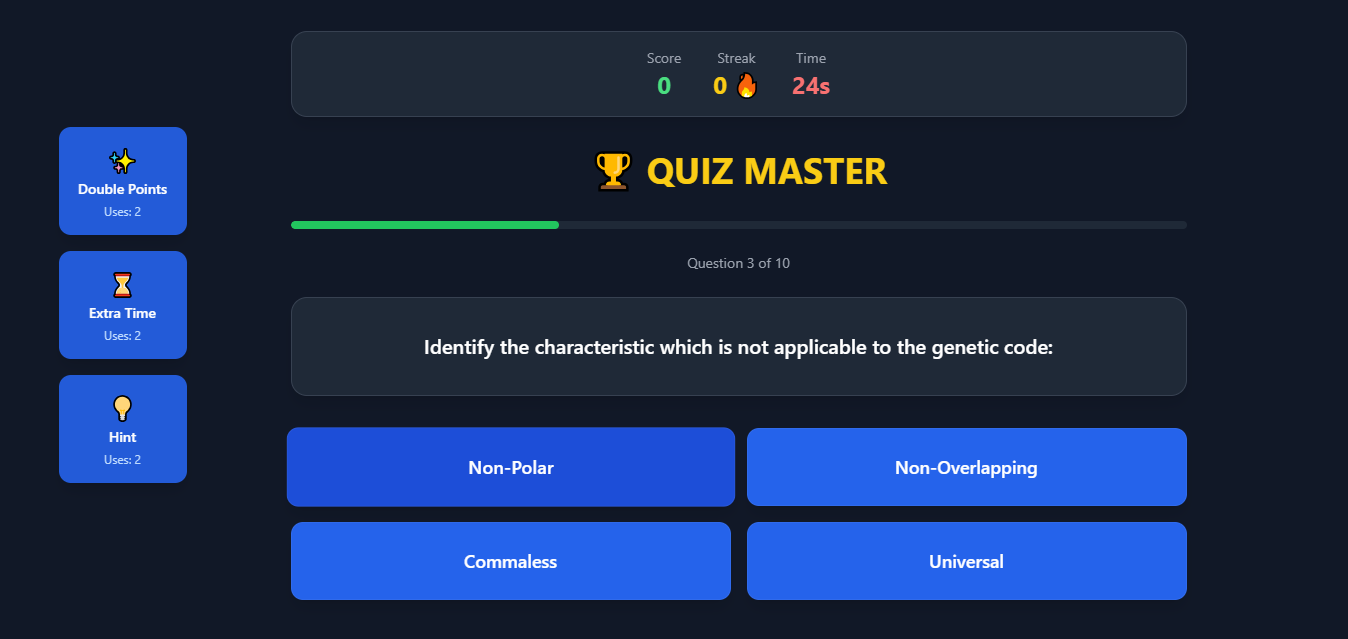 Score Streak Time
0 0 🔥 24s
🏆 QUIZ MASTER
Question 3 of 10
✨
Double Points
Uses: 2
⏳
Extra Time
Uses: 2
💡
Hint
Uses: 2
Identify the characteristic which is not applicable to the genetic code:
Non-Polar
Non-Overlapping
Commaless
Universal